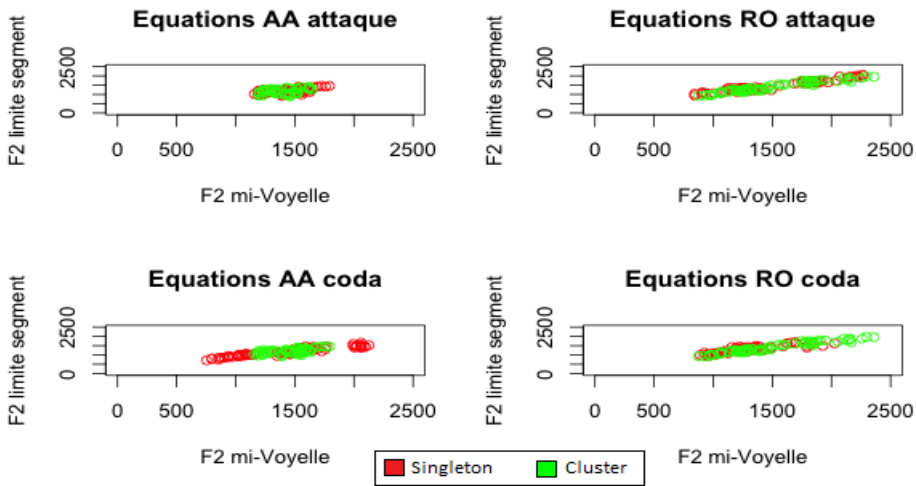 Equations AA attaque
F2 limite segment
2500
0
0 500 1500 2500
F2 mi-Voyelle
Equations RO attaque
F2 limite segment
2500
0
0 500 1500 2500
F2 mi-Voyelle
Equations AA coda
F2 limite segment
2500
0
0 500 1500 2500
F2 mi-Voyelle
Equations RO coda
F2 limite segment
2500
0
0 500 1500 2500
F2 mi-Voyelle
Singleton Cluster